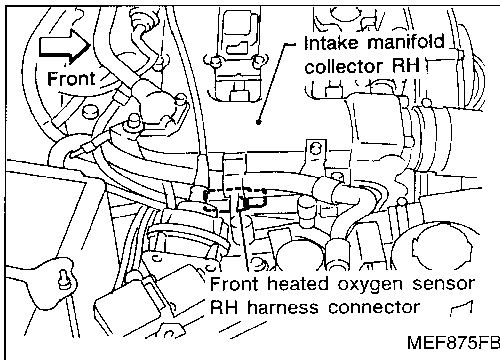 Intake manifold
collector RH
Front
Front heated oxygen sensor
RH harness connector
MEF875FB